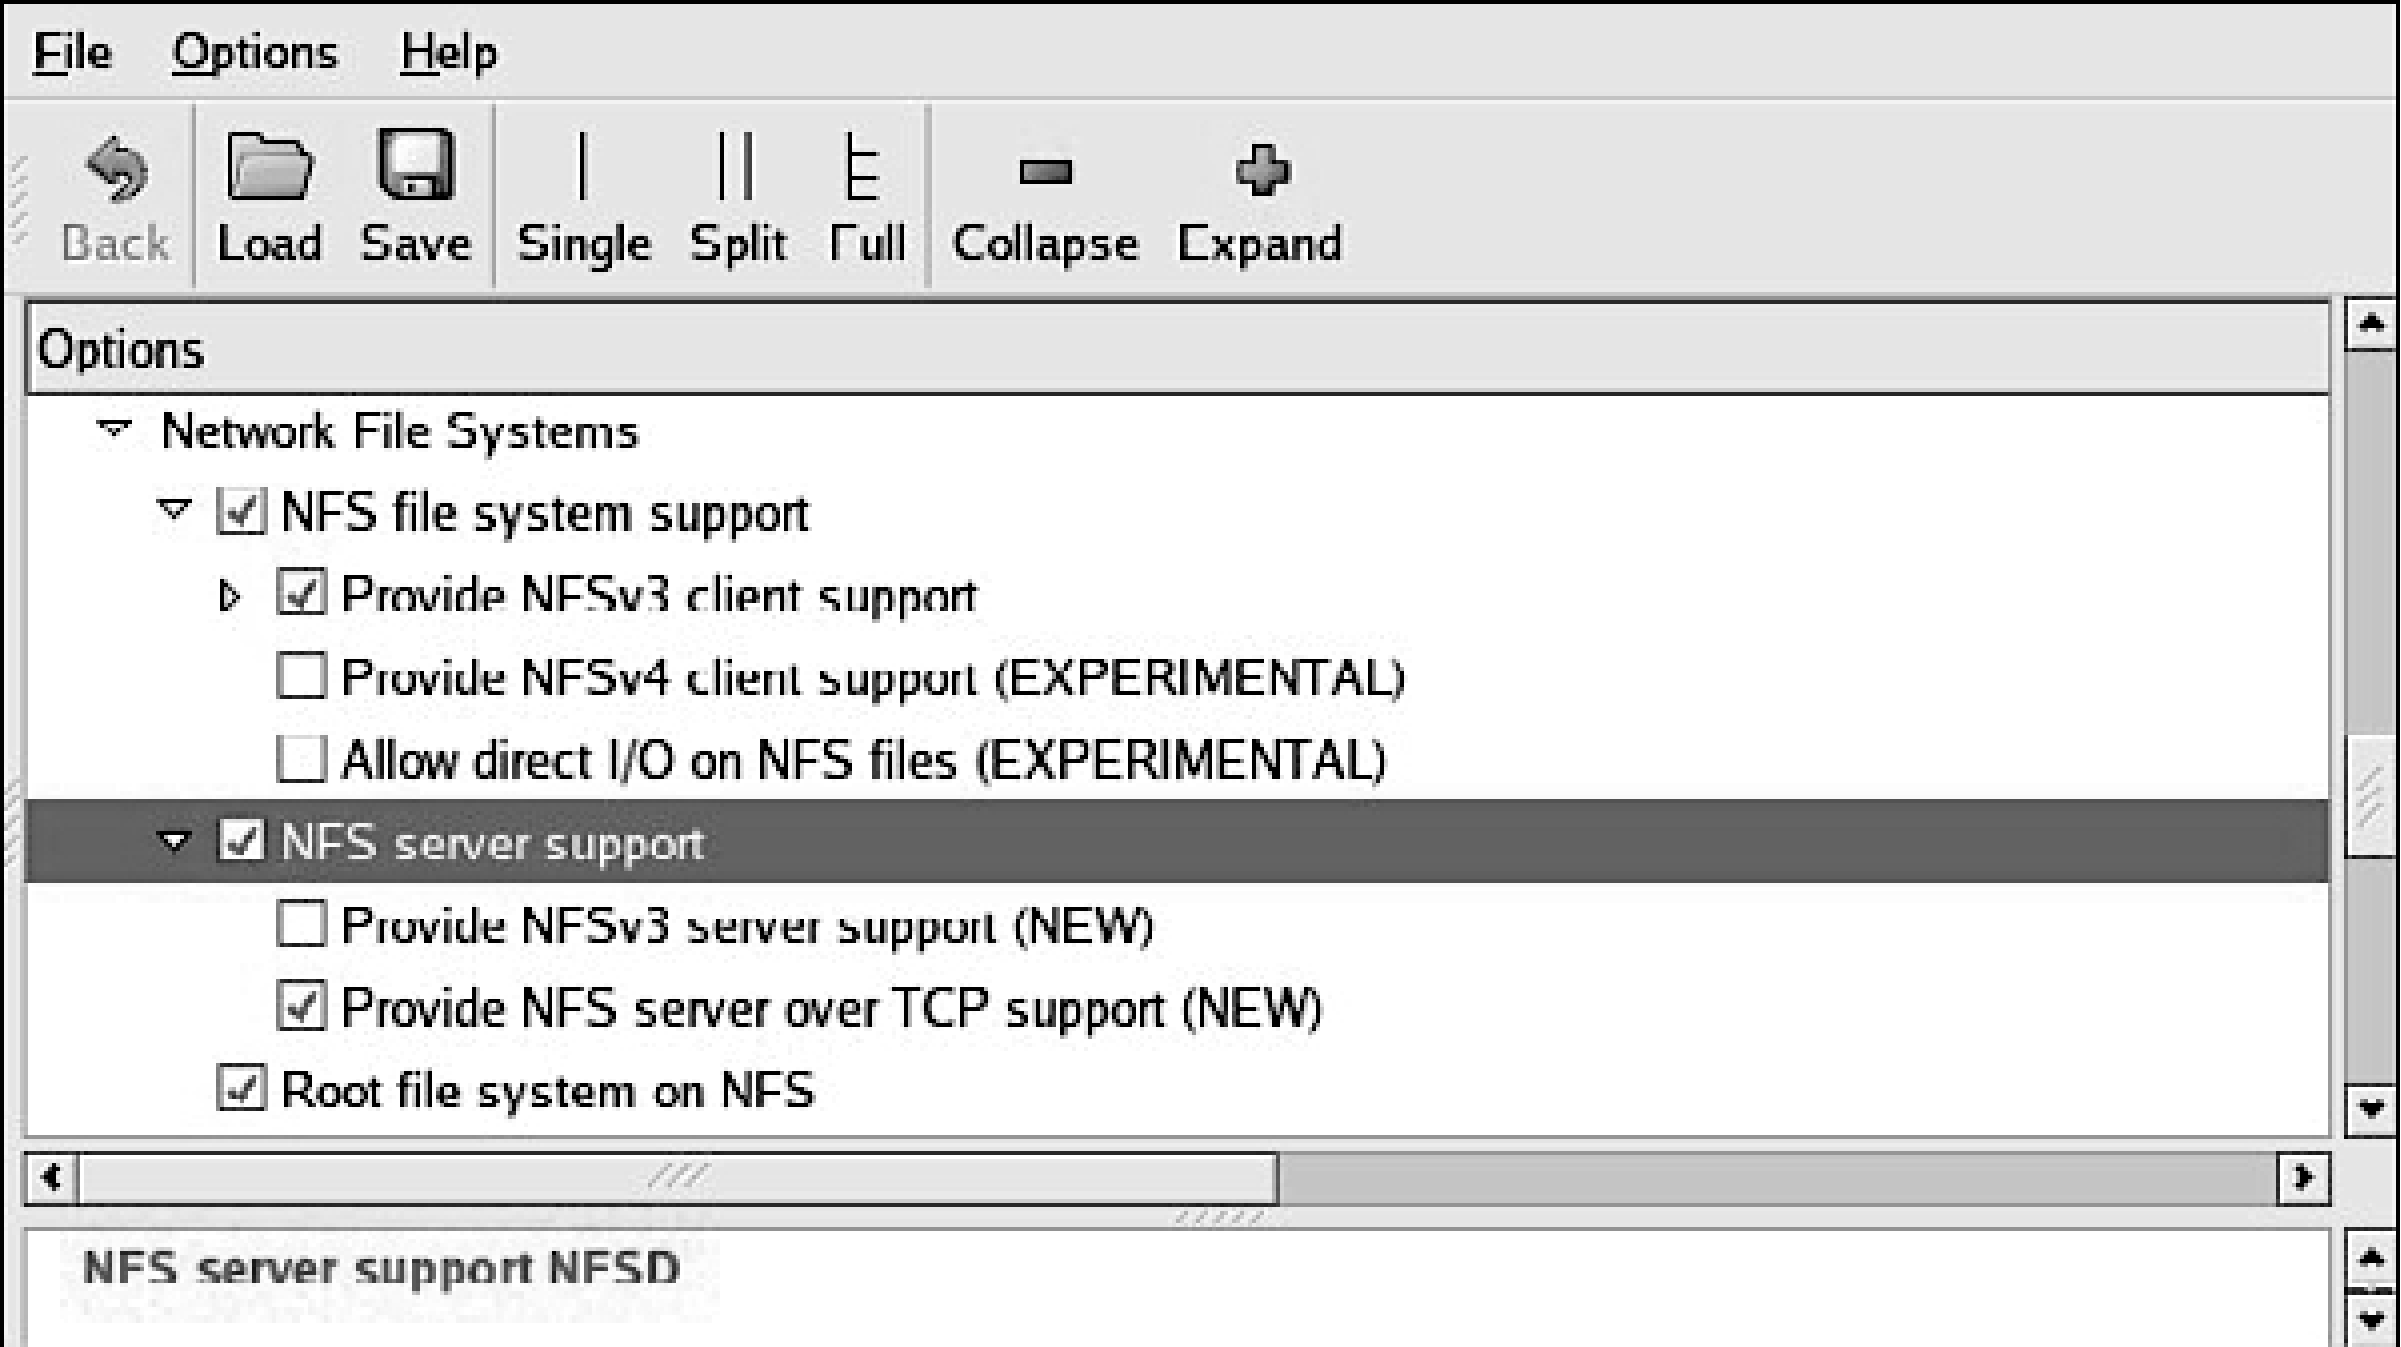 File Options Help
Back Load Save Single Split Full Collapse Expand
Options
Network File Systems
NFS file system support
Provide NFSv3 client support
Provide NFSv4 client support (EXPERIMENTAL)
Allow direct I/O on NFS files (EXPERIMENTAL)
NFS server support
Provide NFSv3 server support (NEW)
Provide NFS server over TCP support (NEW)
Root file system on NFS
NFS server support NFSD